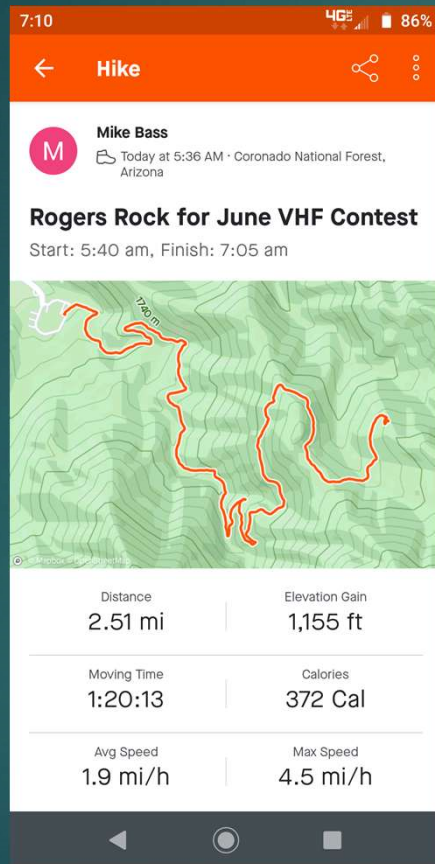 7:10
4G LTE
86%
Hike
M
Mike Bass
Today at 5:36 AM · Coronado National Forest,
Arizona
Rogers Rock for June VHF Contest
Start: 5:40 am, Finish: 7:05 am
1740 m
© Mapbox © OpenStreetMap
Distance
Elevation Gain
2.51 mi
1,155 ft
Moving Time
Calories
1:20:13
372 Cal
Avg Speed
Max Speed
1.9 mi/h
4.5 mi/h